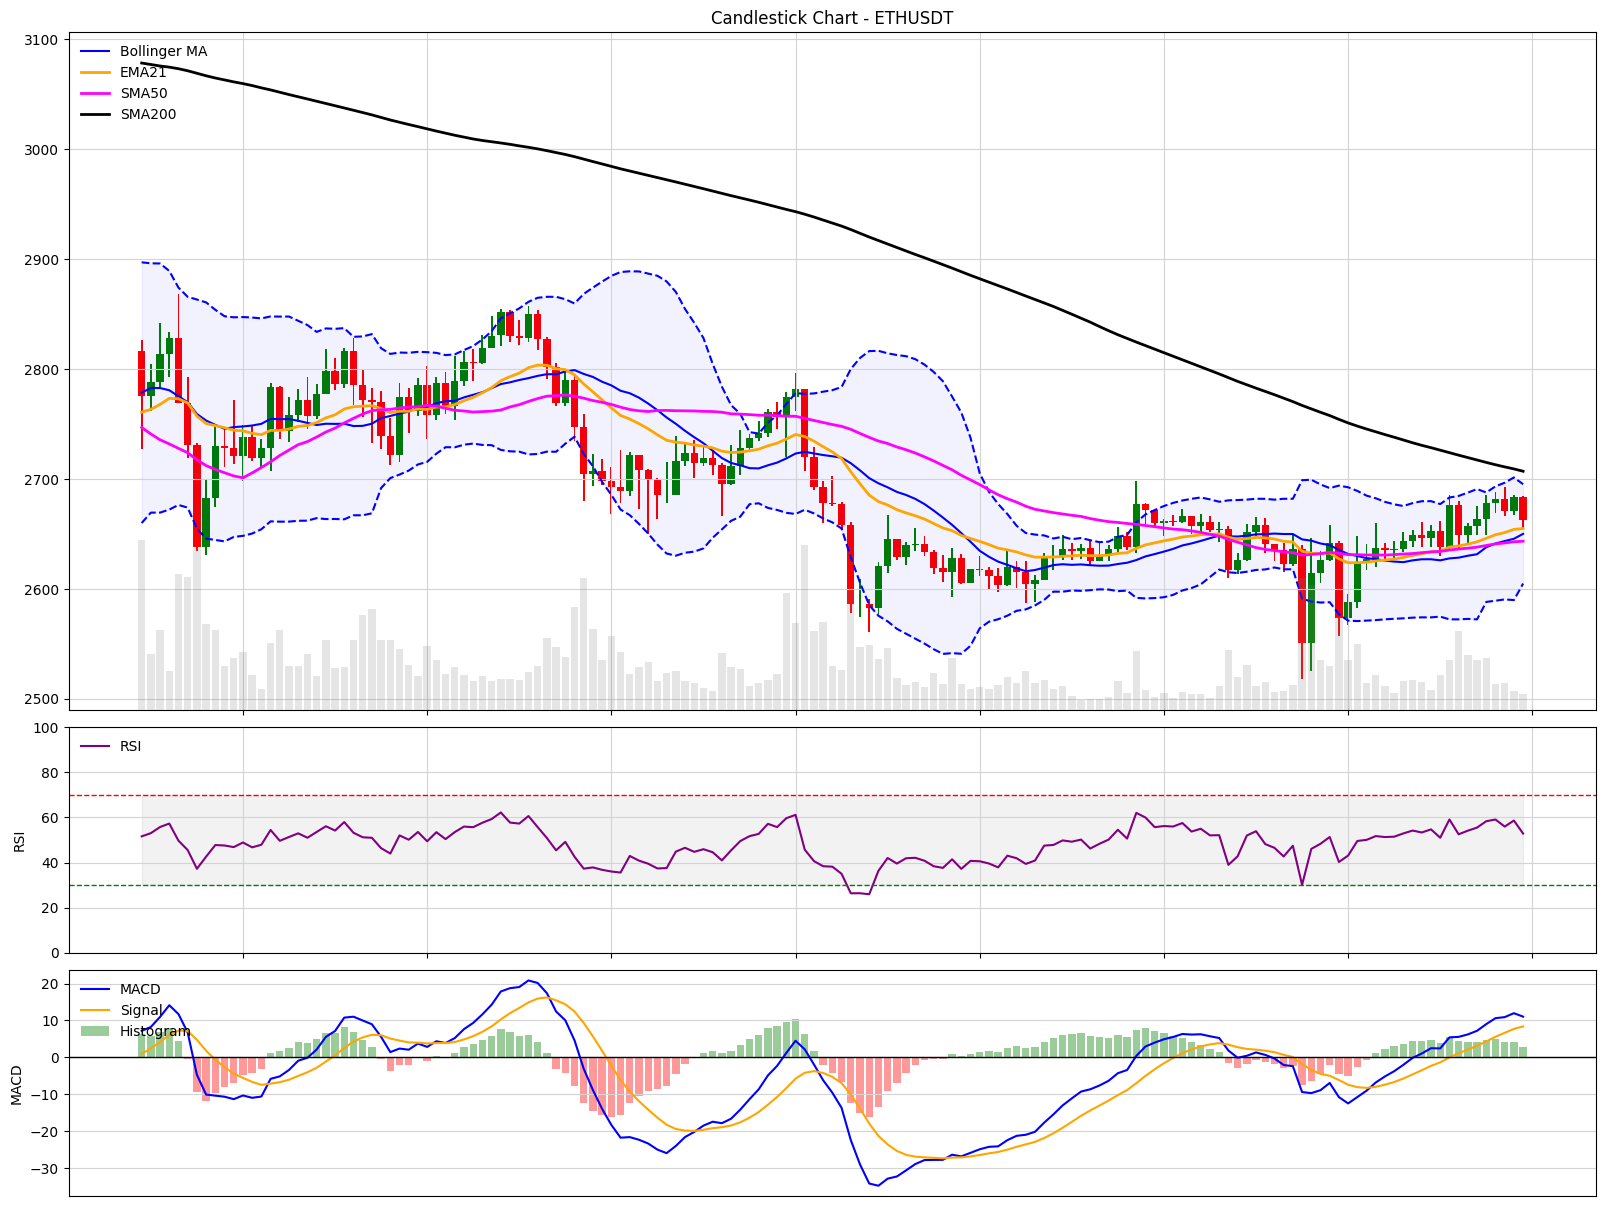 Candlestick Chart - ETHUSDT
3100
3000
2900
2800
2700
2600
2500
Bollinger MA
EMA21
SMA50
SMA200
100
80
60
40
20
0
RSI
RSI
20
10
0
−10
−20
−30
MACD
MACD
Signal
Histogram